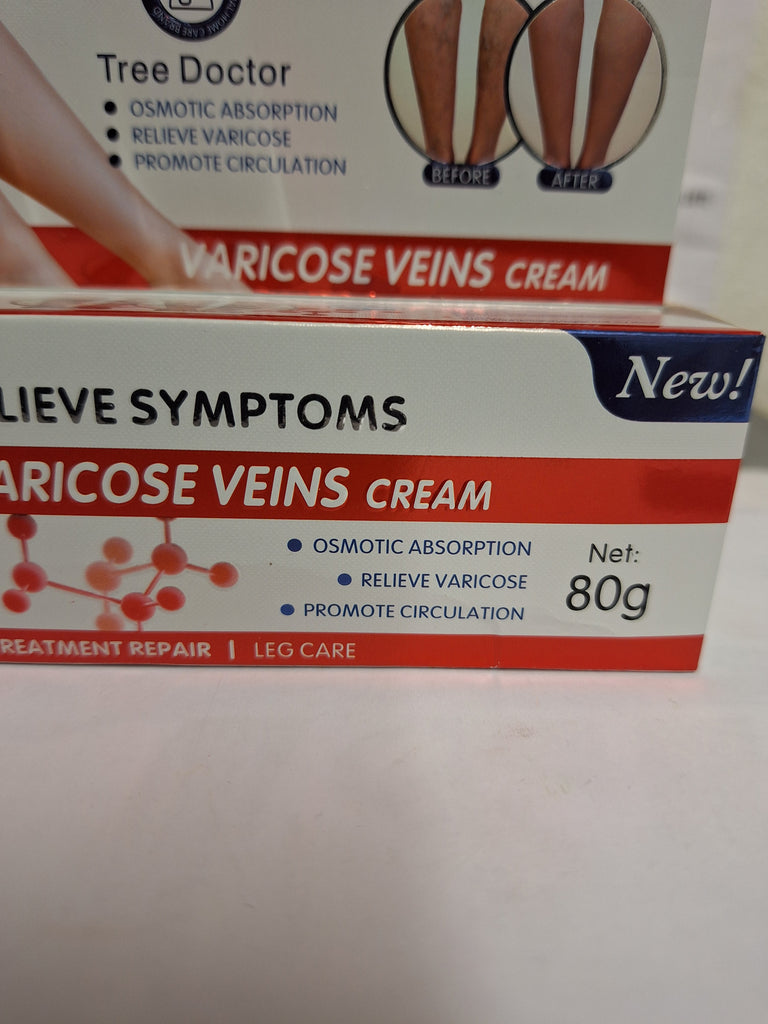 Tree Doctor
OSMOTIC ABSORPTION
RELIEVE VARICOSE
PROMOTE CIRCULATION
BEFORE
AFTER
VARICOSE VEINS CREAM
New!
LIEVE SYMPTOMS
ARICOSE VEINS CREAM
OSMOTIC ABSORPTION
RELIEVE VARICOSE
PROMOTE CIRCULATION
Net:
80g
REATMENT REPAIR | LEG CARE